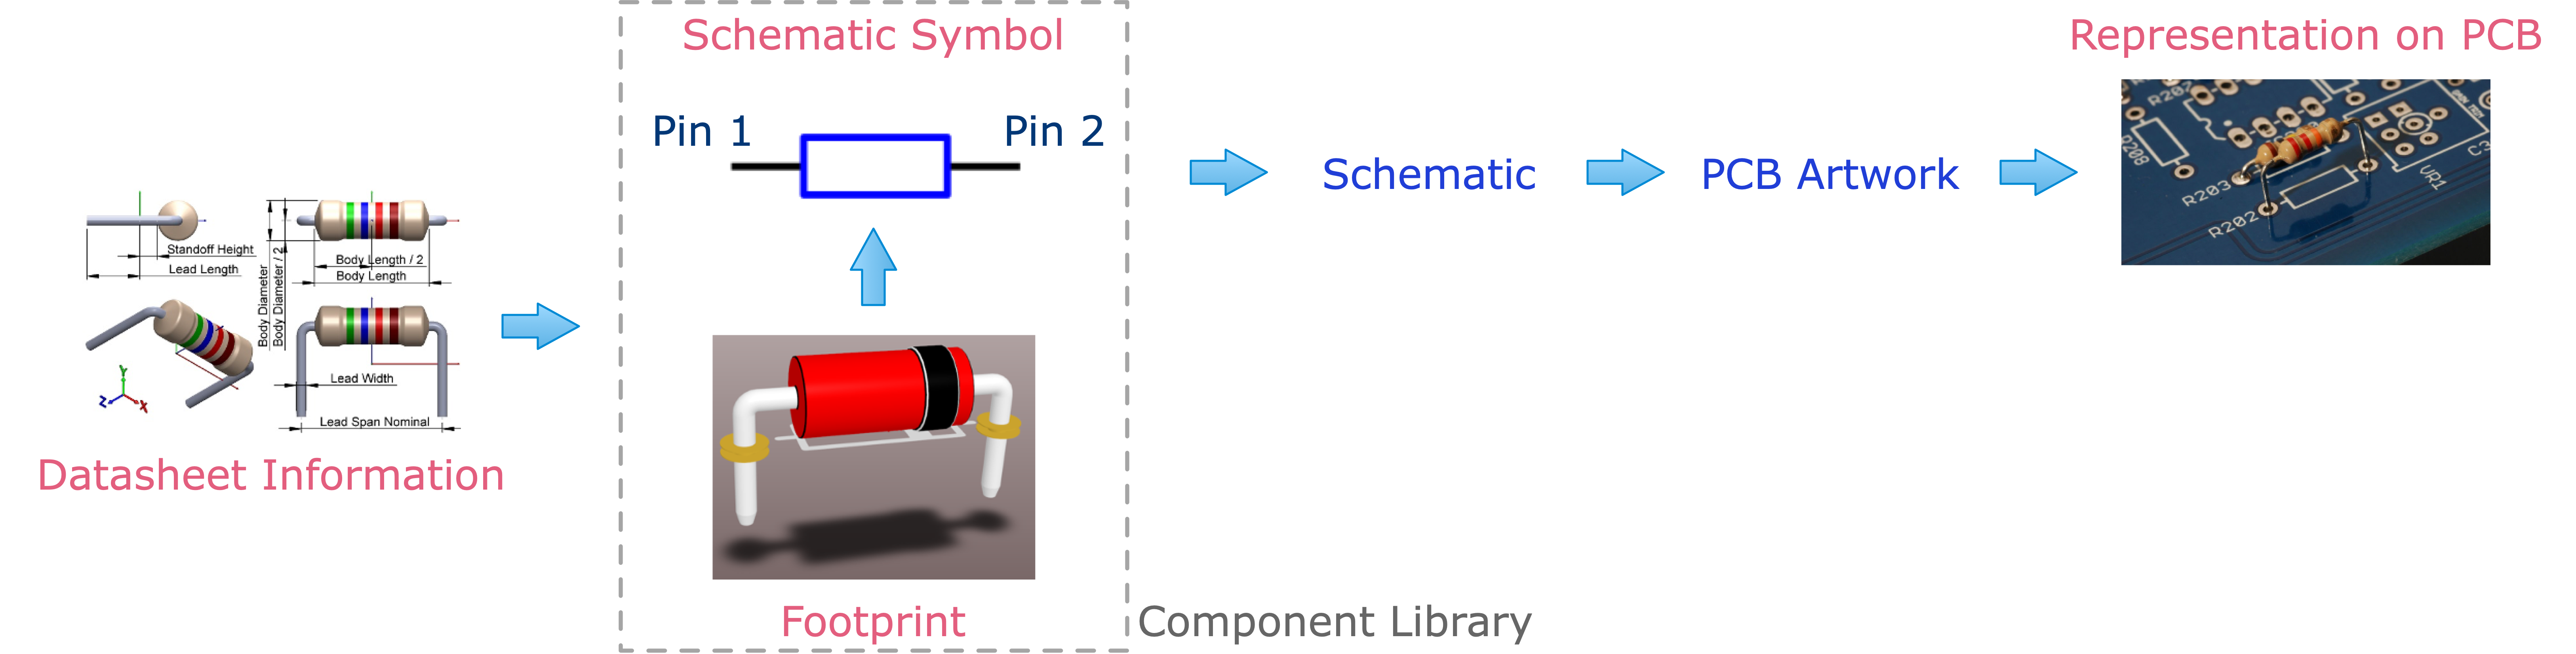 Schematic Symbol
Representation on PCB
Pin 1
Pin 2
Schematic
PCB Artwork
Standoff Height
Lead Length
Body Diameter
Body Diameter / 2
Body Length / 2
Body Length
Lead Width
Lead Span Nominal
Y
Z
X
Datasheet Information
Footprint
Component Library
R207
R208
R203
R202
VR1
C3